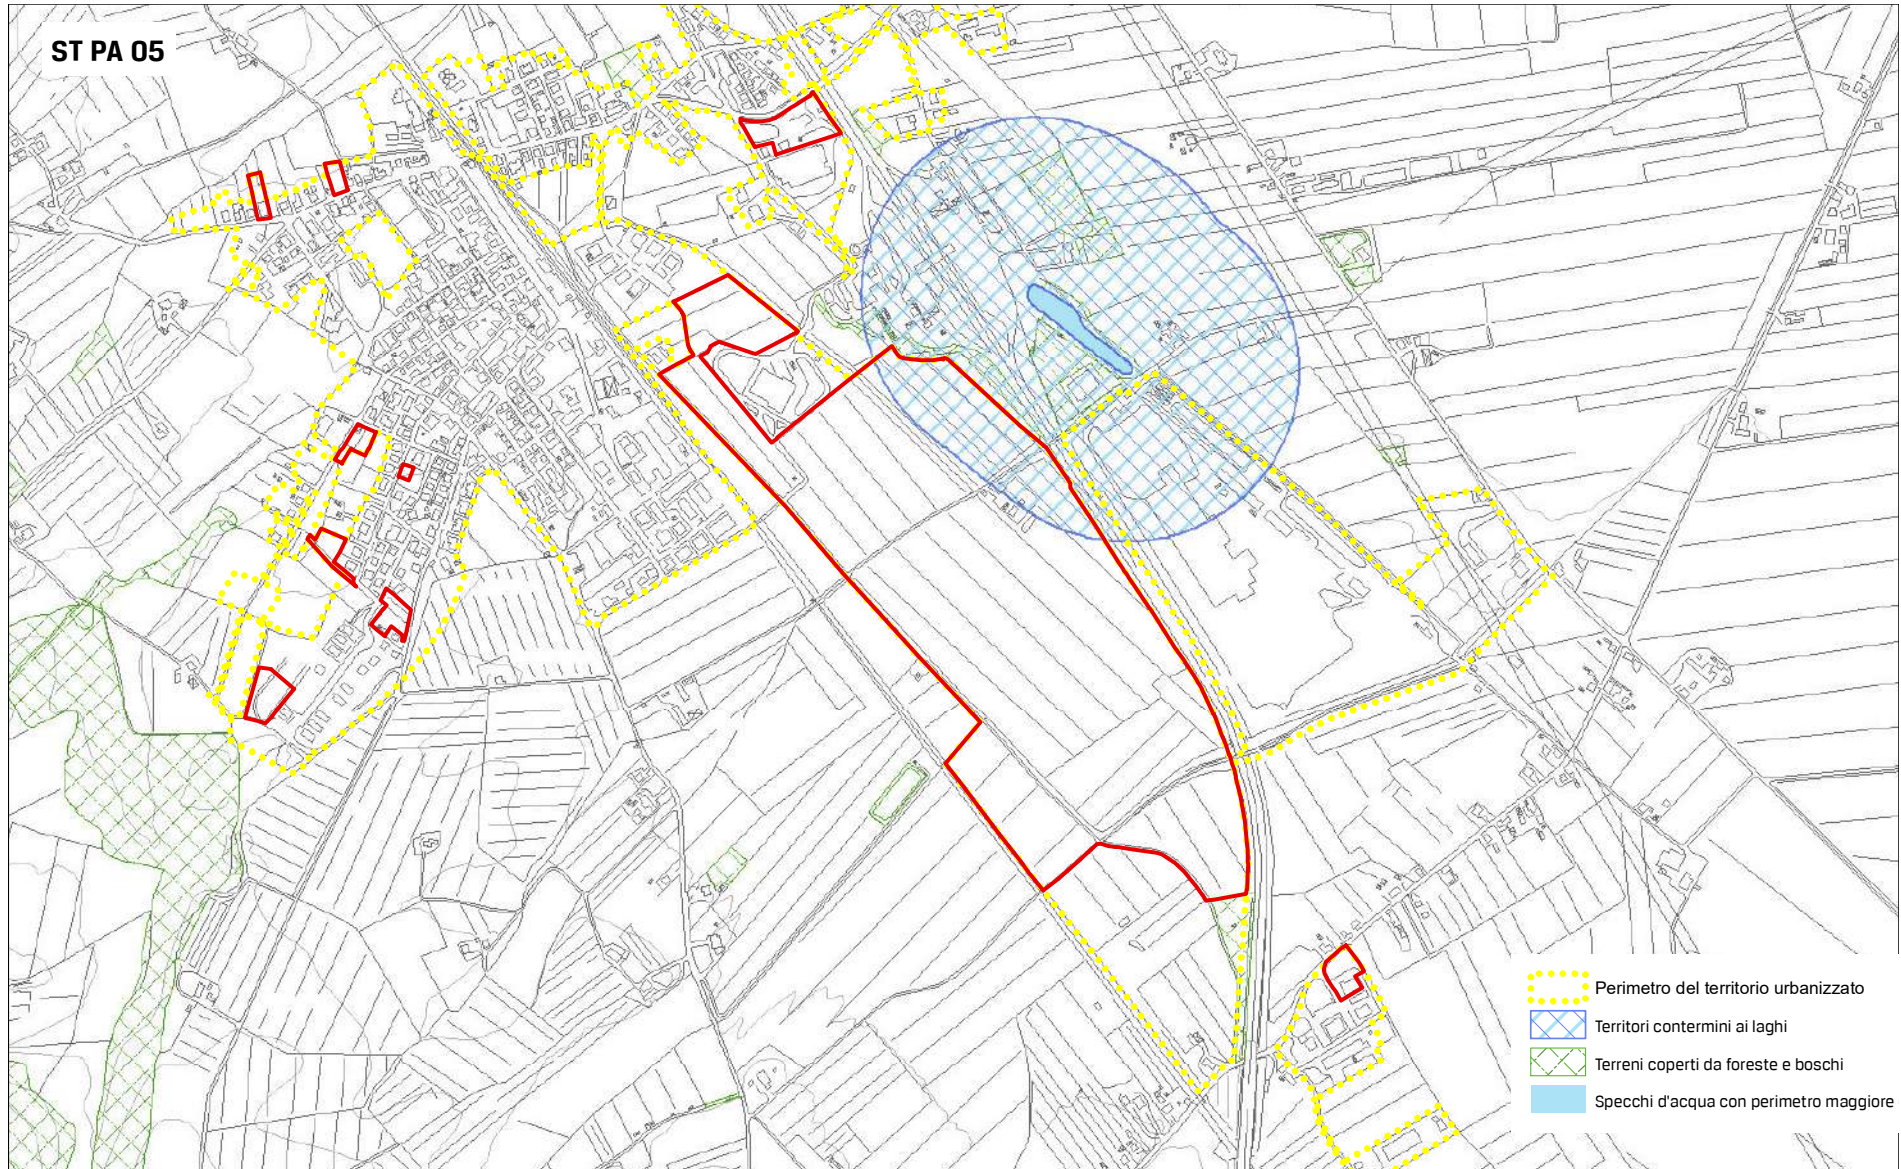 ST PA 05
Perimetro del territorio urbanizzato
Territori contermini ai laghi
Terreni coperti da foreste e boschi
Specchi d'acqua con perimetro maggiore